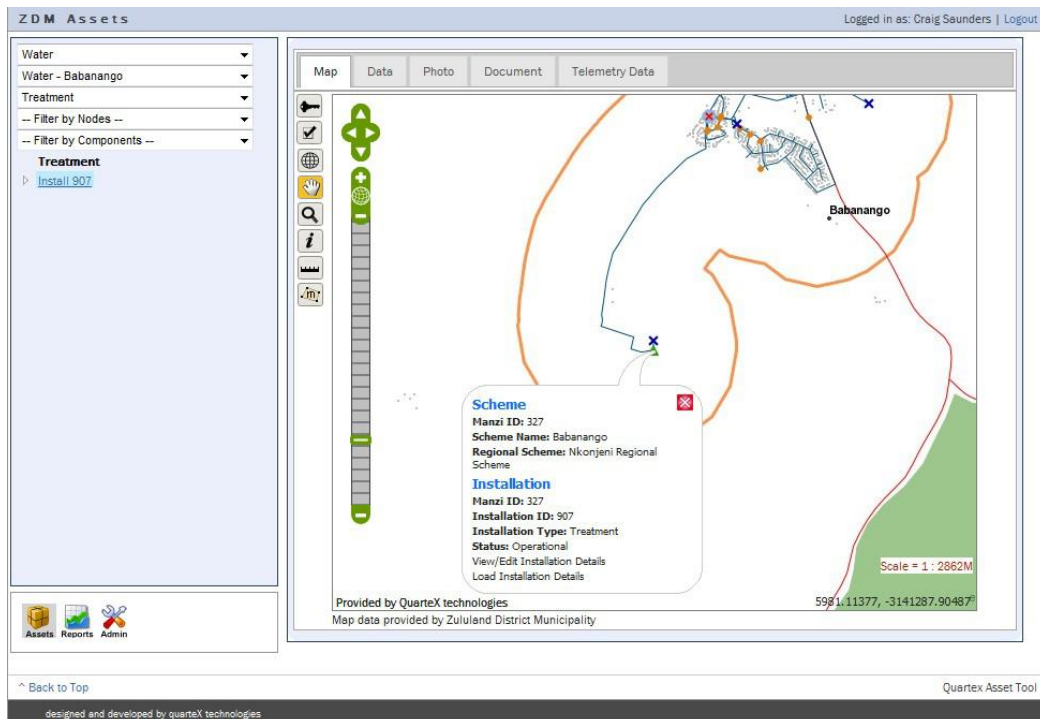 ZDM Assets
Logged in as: Craig Saunders | Logout
Water
Water - Babanango
Treatment
-- Filter by Nodes --
-- Filter by Components --
Treatment
Install 907
Map Data Photo Document Telemetry Data
Babanango
Scheme
Manzi ID: 327
Scheme Name: Babanango
Regional Scheme: Nkonjeni Regional
Scheme
Installation
Manzi ID: 327
Installation ID: 907
Installation Type: Treatment
Status: Operational
View/Edit Installation Details
Load Installation Details
Scale = 1 : 2862M
Provided by QuarteX technologies
5981.11377, -3141287.90487
Map data provided by Zululand District Municipality
Assets Reports Admin
^ Back to Top
Quartex Asset Tool
designed and developed by quarteX technologies